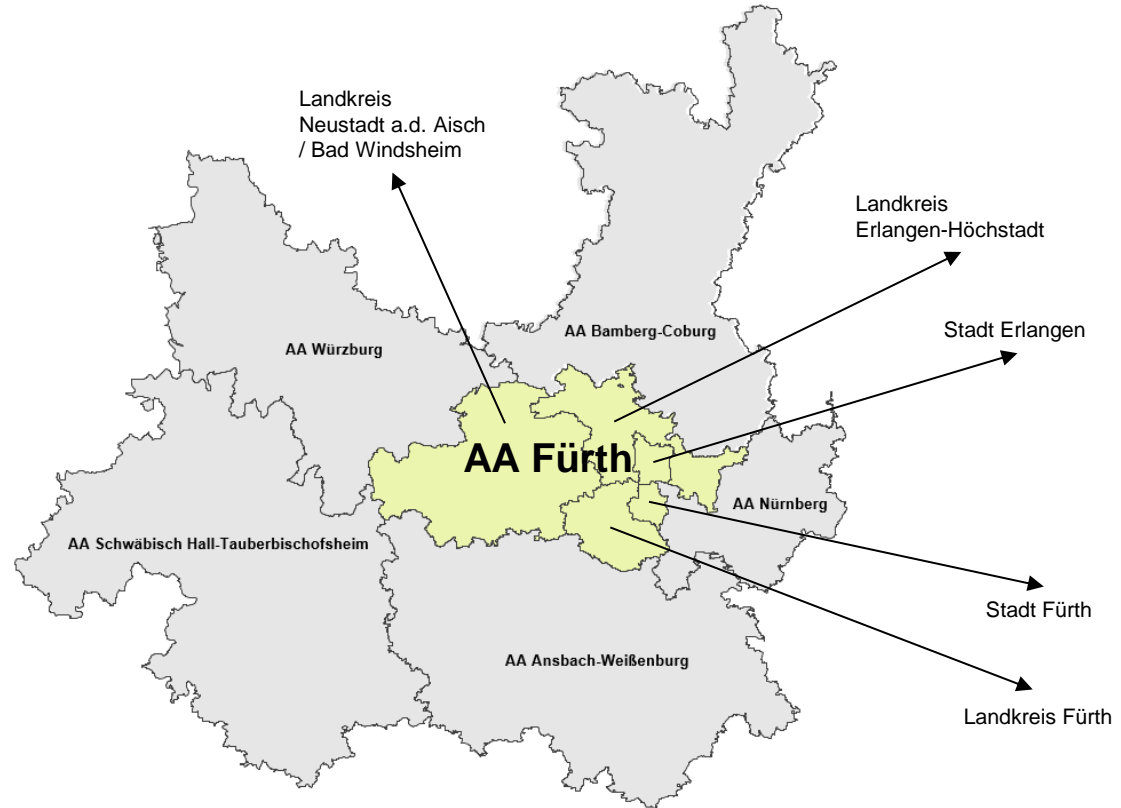 Landkreis
Neustadt a.d. Aisch
/ Bad Windsheim
Landkreis
Erlangen-Höchstadt
Stadt Erlangen
AA Bamberg-Coburg
AA Würzburg
AA Fürth
AA Nürnberg
AA Schwäbisch Hall-Tauberbischofsheim
Stadt Fürth
AA Ansbach-Weißenburg
Landkreis Fürth